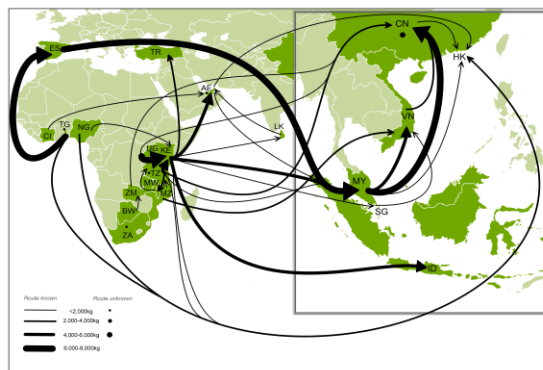 CN
ES
TR
HK
AE
TG
NG
CI
VN
LK
UG
KE
TZ
MY
MW
ZM
MZ
SG
BW
ZA
ID
Route known
Route unknown
<2,000kg
2,000-4,000kg
4,000-6,000kg
6,000-8,000kg